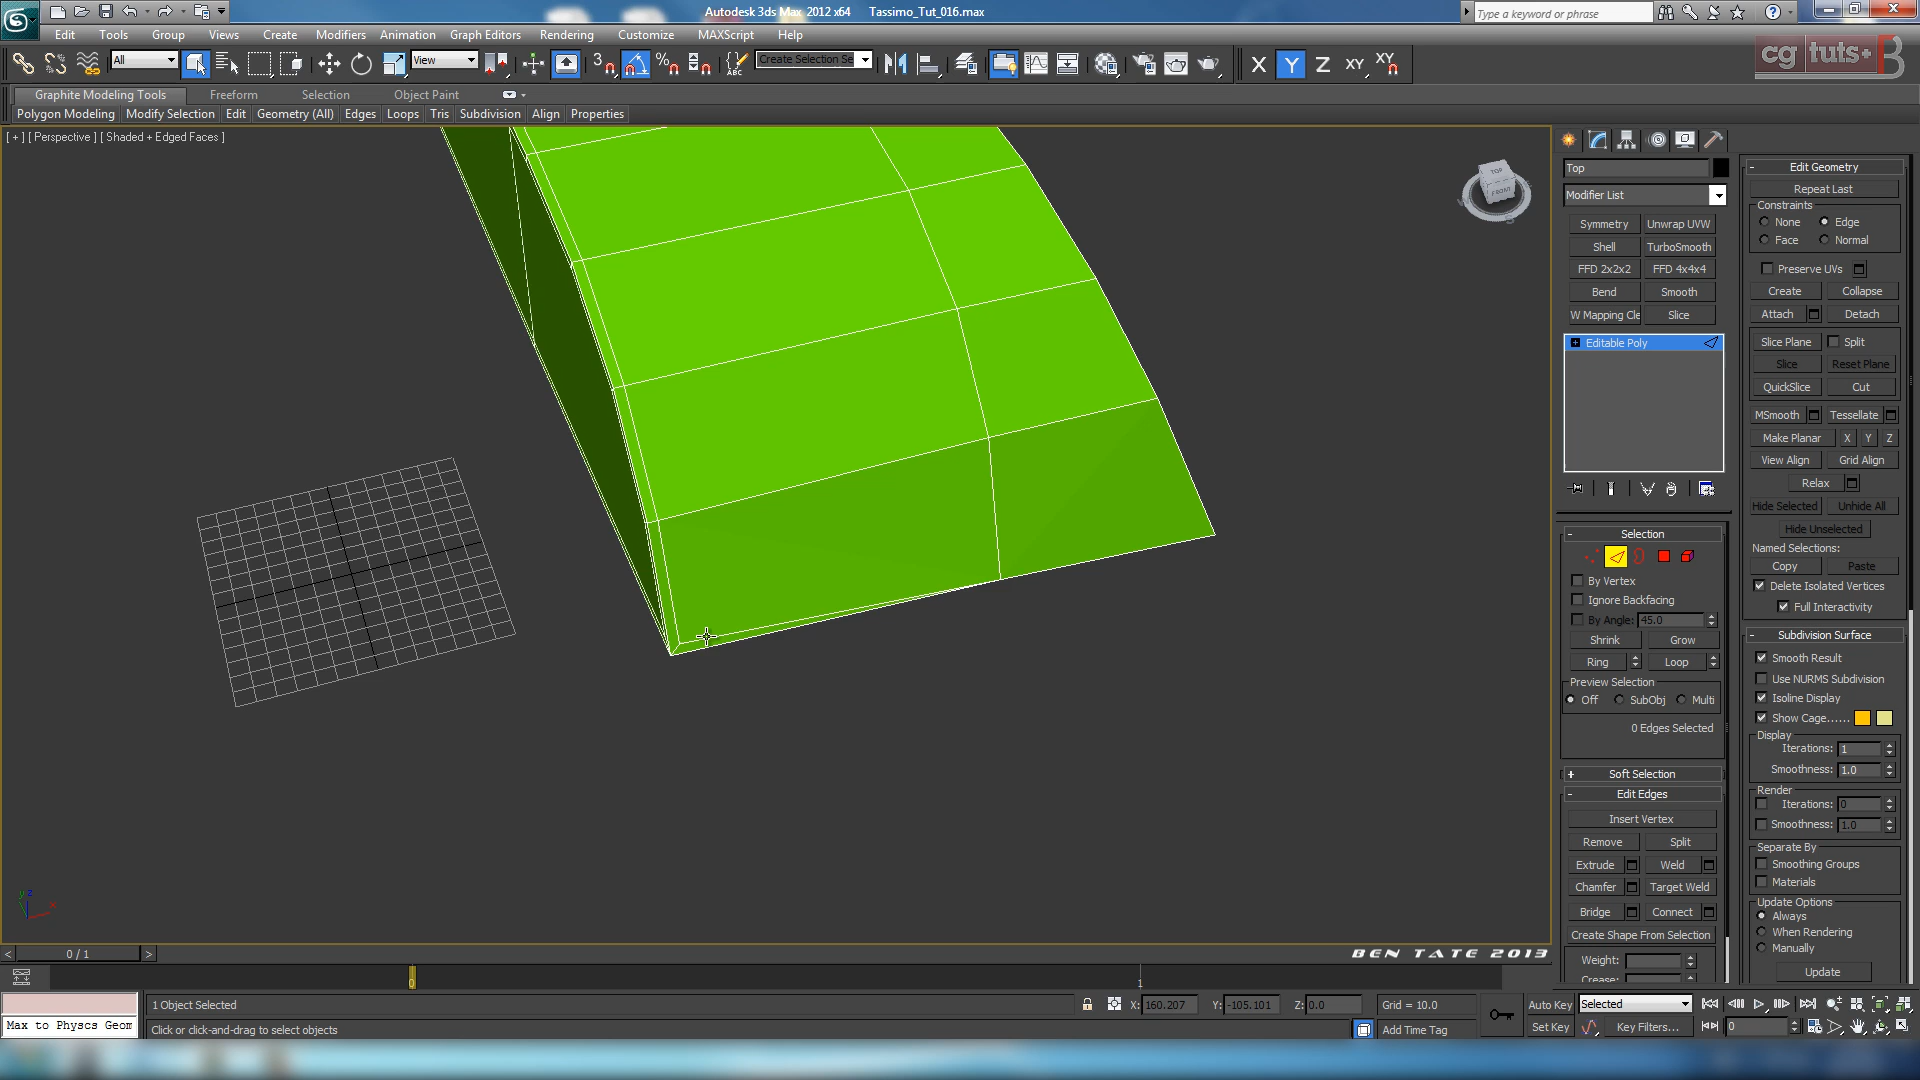 Autodesk 3ds Max 2012 x64 Tassimo_Tut_016.max
Type a keyword or phrase
Edit Tools Group Views Create Modifiers Animation Graph Editors Rendering Customize MAXScript Help
All View Create Selection Se X Y Z XY XY
cg tuts+
Graphite Modeling Tools Freeform Selection Object Paint
Polygon Modeling Modify Selection Edit Geometry (All) Edges Loops Tris Subdivision Align Properties
[ + ] [ Perspective ] [ Shaded + Edged Faces ]
TOP
FRONT
Top
Modifier List
Symmetry Unwrap UVW
Shell TurboSmooth
FFD 2x2x2 FFD 4x4x4
Bend Smooth
W Mapping Cle Slice
Editable Poly
- Selection
By Vertex
Ignore Backfacing
By Angle: 45.0
Shrink Grow
Ring Loop
Preview Selection
Off SubObj Multi
0 Edges Selected
+ Soft Selection
- Edit Edges
Insert Vertex
Remove Split
Extrude Weld
Chamfer Target Weld
Bridge Connect
Create Shape From Selection
Weight:
Crease:
- Edit Geometry
Repeat Last
Constraints
None Edge
Face Normal
Preserve UVs
Create Collapse
Attach Detach
Slice Plane Split
Slice Reset Plane
QuickSlice Cut
MSmooth Tessellate
Make Planar X Y Z
View Align Grid Align
Relax
Hide Selected Unhide All
Hide Unselected
Named Selections:
Copy Paste
Delete Isolated Vertices
Full Interactivity
- Subdivision Surface
Smooth Result
Use NURMS Subdivision
Isoline Display
Show Cage......
Display
Iterations: 1
Smoothness: 1.0
Render
Iterations: 0
Smoothness: 1.0
Separate By
Smoothing Groups
Materials
Update Options
Always
When Rendering
Manually
Update
z
y
x
< 0 / 1 >
BEN TATE 2013
0 1
1 Object Selected X: 160.207 Y: -105.101 Z: 0.0 Grid = 10.0 Auto Key Selected
Max to Physcs Geom Click or click-and-drag to select objects Add Time Tag Set Key Key Filters... 0